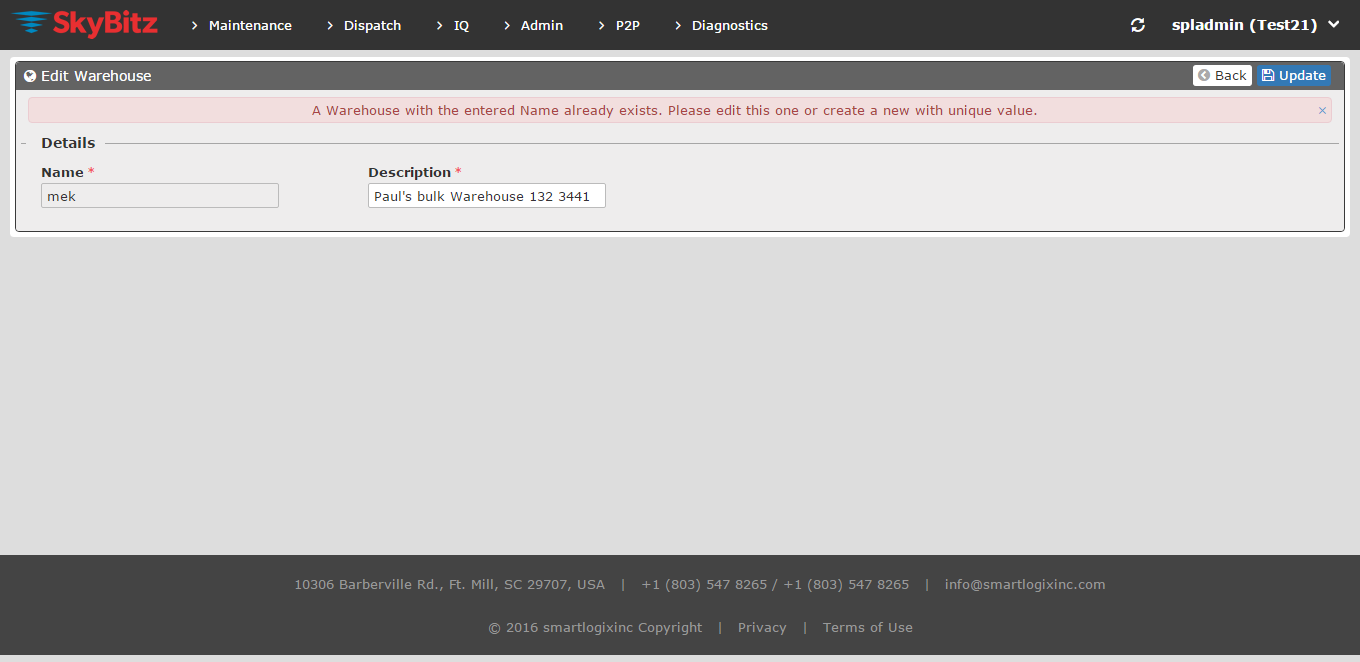 SkyBitz Maintenance Dispatch IQ Admin P2P Diagnostics spladmin (Test21)
Edit Warehouse Back Update
A Warehouse with the entered Name already exists. Please edit this one or create a new with unique value. ×
Details
Name * Description *
mek Paul's bulk Warehouse 132 3441
10306 Barberville Rd., Ft. Mill, SC 29707, USA | +1 (803) 547 8265 / +1 (803) 547 8265 | info@smartlogixinc.com
© 2016 smartlogixinc Copyright | Privacy | Terms of Use